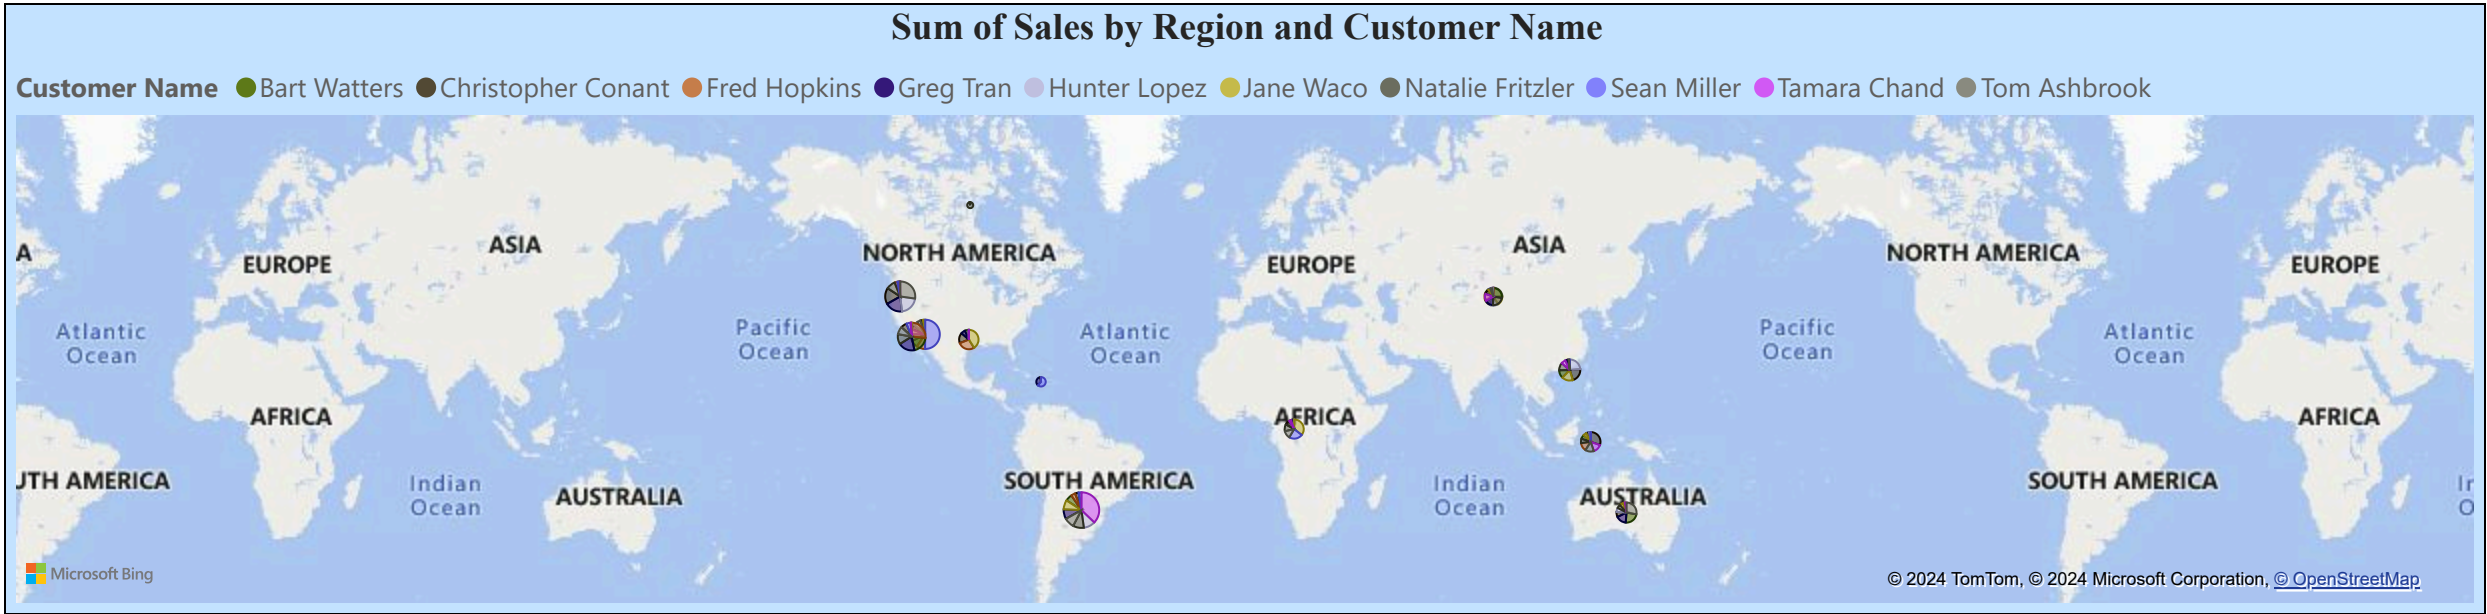 Sum of Sales by Region and Customer Name
Customer Name Bart Watters Christopher Conant Fred Hopkins Greg Tran Hunter Lopez Jane Waco Natalie Fritzler Sean Miller Tamara Chand Tom Ashbrook
A
EUROPE
ASIA
NORTH AMERICA
EUROPE
ASIA
NORTH AMERICA
EUROPE
Atlantic
Ocean
Pacific
Ocean
Atlantic
Ocean
Pacific
Ocean
Atlantic
Ocean
AFRICA
AFRICA
AFRICA
UTH AMERICA
Indian
Ocean
AUSTRALIA
SOUTH AMERICA
Indian
Ocean
AUSTRALIA
SOUTH AMERICA
Ir
O
Microsoft Bing
© 2024 TomTom, © 2024 Microsoft Corporation, © OpenStreetMap